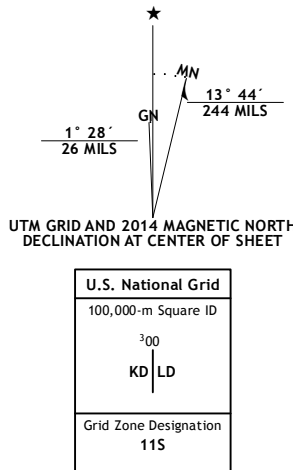 ★
MN
GN
13° 44´
244 MILS
1° 28´
26 MILS
UTM GRID AND 2014 MAGNETIC NORTH
DECLINATION AT CENTER OF SHEET
U.S. National Grid
100,000-m Square ID
³00
KD LD
Grid Zone Designation
11S